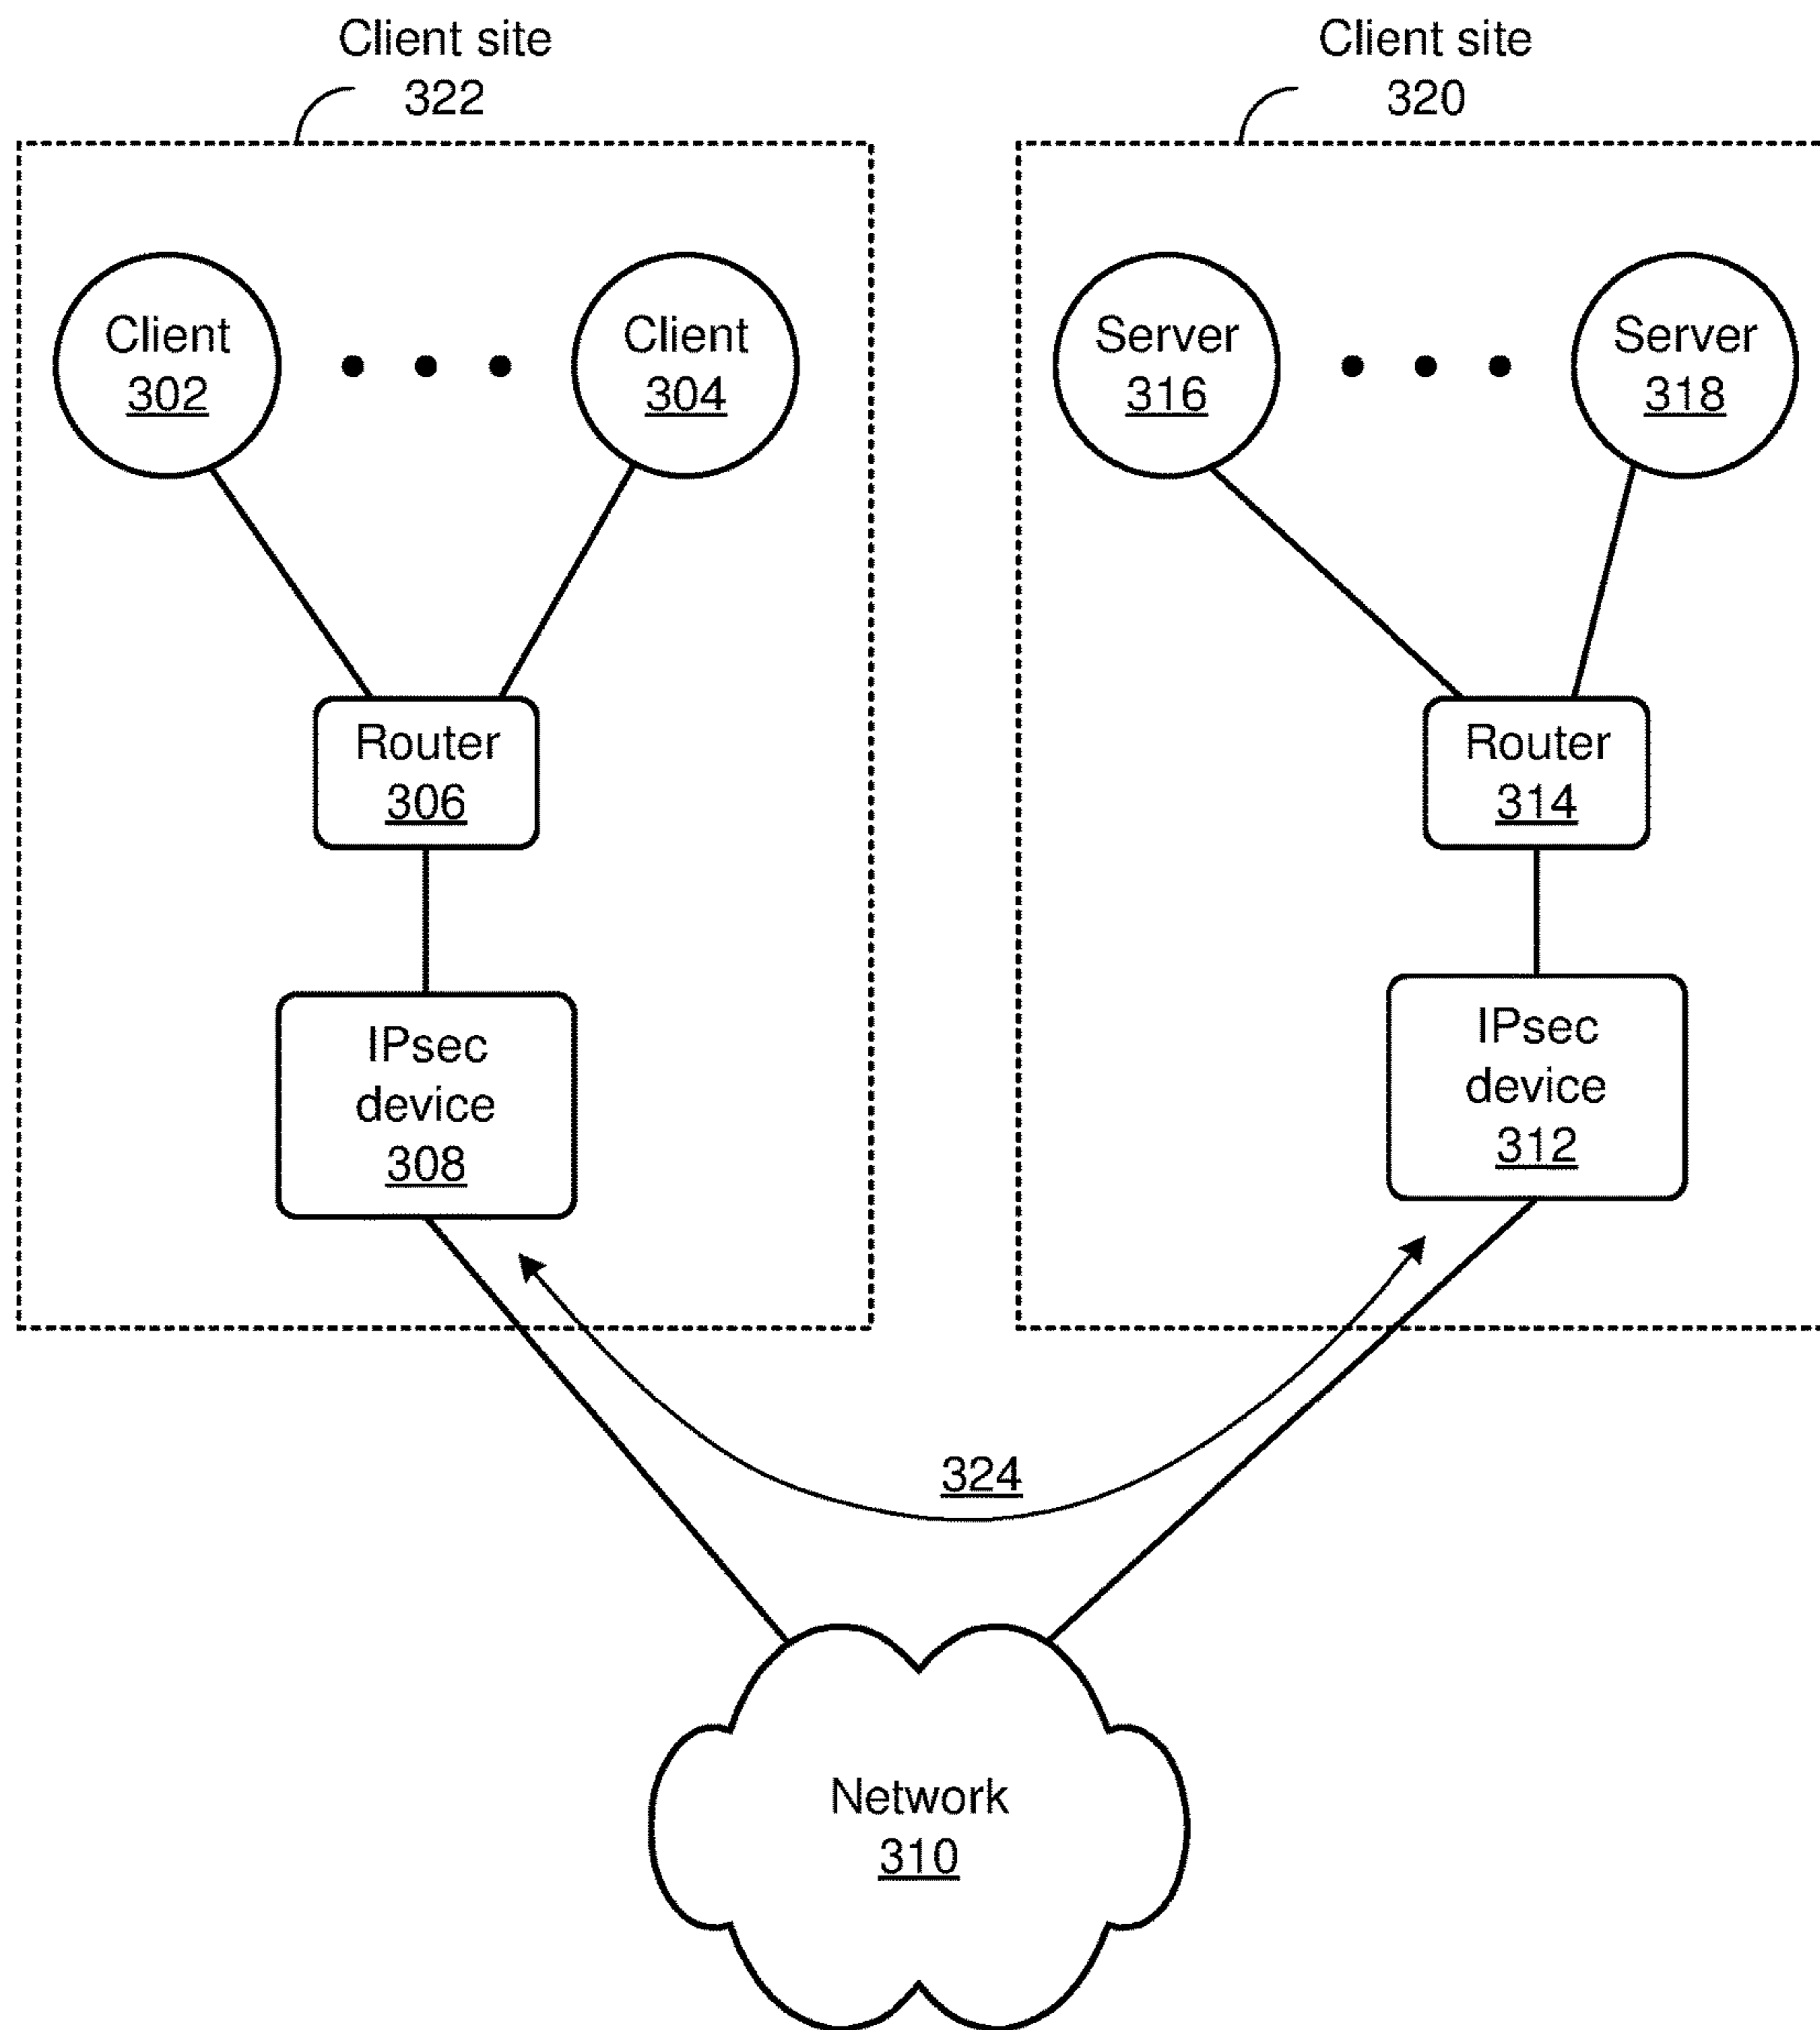 Client site
322
Client site
320
Client
302
Client
304
Server
316
Server
318
Router
306
Router
314
IPsec
device
308
IPsec
device
312
324
Network
310